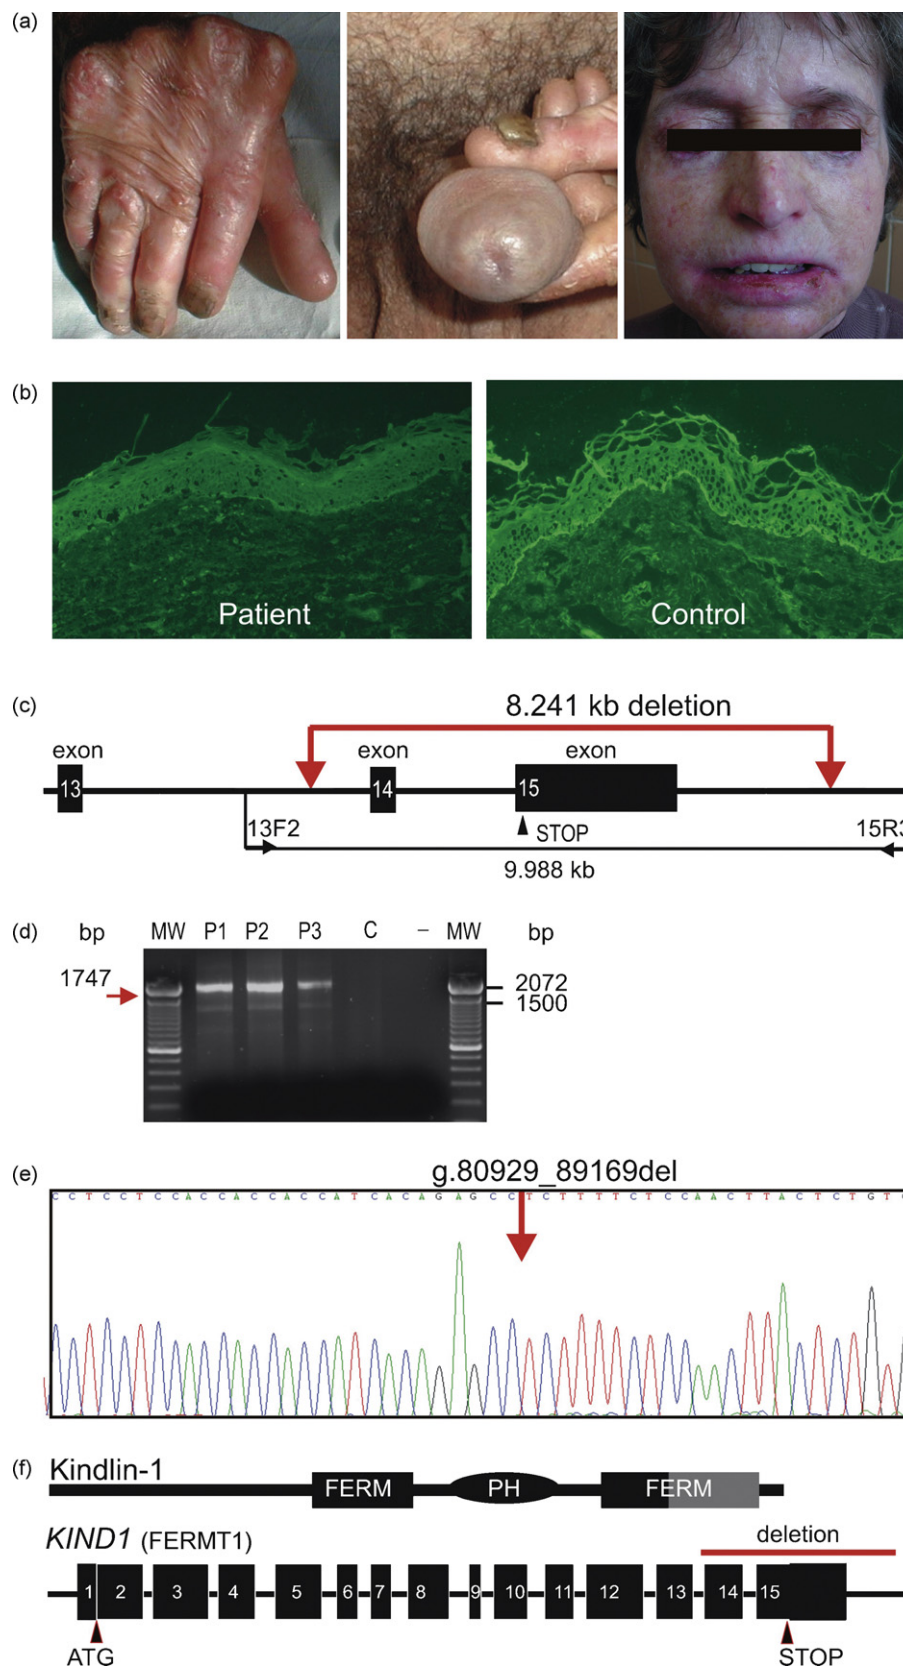 (a)
(b)
Patient
Control
(c)
8.241 kb deletion
exon
exon
exon
13
14
15
13F2
STOP
15R3
9.988 kb
(d)
bp
MW
P1
P2
P3
C
–
MW
bp
1747
2072
1500
(e)
g.80929_89169del
CCTCCTCCACCACCACCATCACAGAGCCTCTTTTCTCCAACTTACTCTGTG
(f)
Kindlin-1
FERM
PH
FERM
KIND1 (FERMT1)
deletion
1 2 3 4 5 6 7 8 9 10 11 12 13 14 15
ATG
STOP